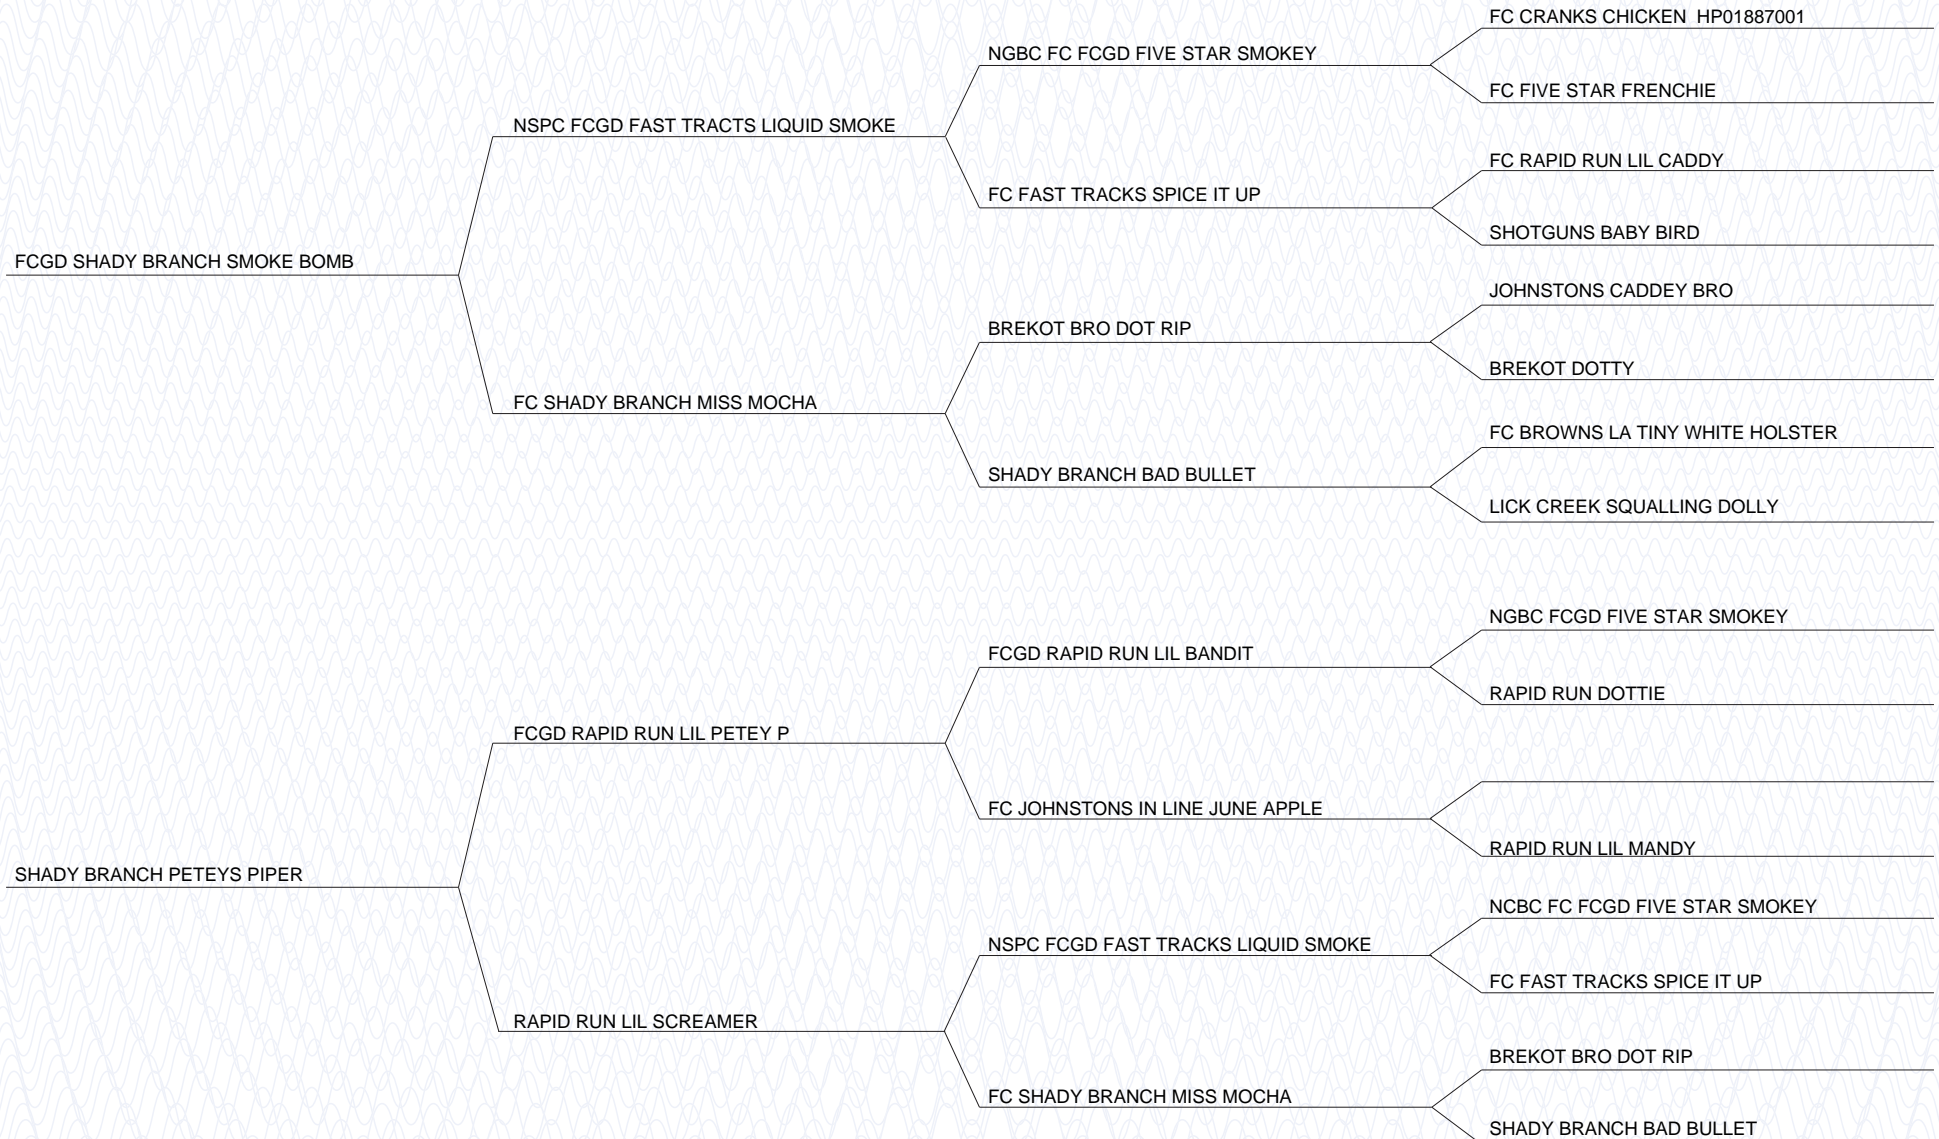 FC CRANKS CHICKEN  HP01887001
NGBC FC FCGD FIVE STAR SMOKEY
FC FIVE STAR FRENCHIE
NSPC FCGD FAST TRACTS LIQUID SMOKE
FC RAPID RUN LIL CADDY
FC FAST TRACKS SPICE IT UP
SHOTGUNS BABY BIRD
FCGD SHADY BRANCH SMOKE BOMB
JOHNSTONS CADDEY BRO
BREKOT BRO DOT RIP
BREKOT DOTTY
FC SHADY BRANCH MISS MOCHA
FC BROWNS LA TINY WHITE HOLSTER
SHADY BRANCH BAD BULLET
LICK CREEK SQUALLING DOLLY
NGBC FCGD FIVE STAR SMOKEY
FCGD RAPID RUN LIL BANDIT
RAPID RUN DOTTIE
FCGD RAPID RUN LIL PETEY P
FC JOHNSTONS IN LINE JUNE APPLE
RAPID RUN LIL MANDY
SHADY BRANCH PETEYS PIPER
NCBC FC FCGD FIVE STAR SMOKEY
NSPC FCGD FAST TRACKS LIQUID SMOKE
FC FAST TRACKS SPICE IT UP
RAPID RUN LIL SCREAMER
BREKOT BRO DOT RIP
FC SHADY BRANCH MISS MOCHA
SHADY BRANCH BAD BULLET